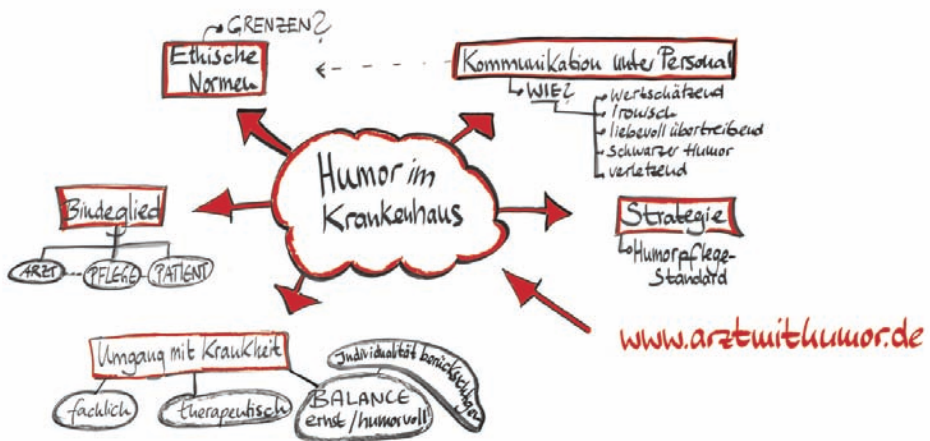 GRENZEN?
Ethische
Normen
Kommunikation unter Personal
WIE?
wertschätzend
Ironisch
liebevoll übertreibend
schwarzer Humor
verletzend
Humor im
Krankenhaus
Bindeglied
ARZT
PFLEGE
PATIENT
Strategie
Humorpflege-
Standard
www.arztmithumor.de
Umgang mit Krankheit
fachlich
therapeutisch
BALANCE
ernst/humorvoll
Individualität berücksichtigen